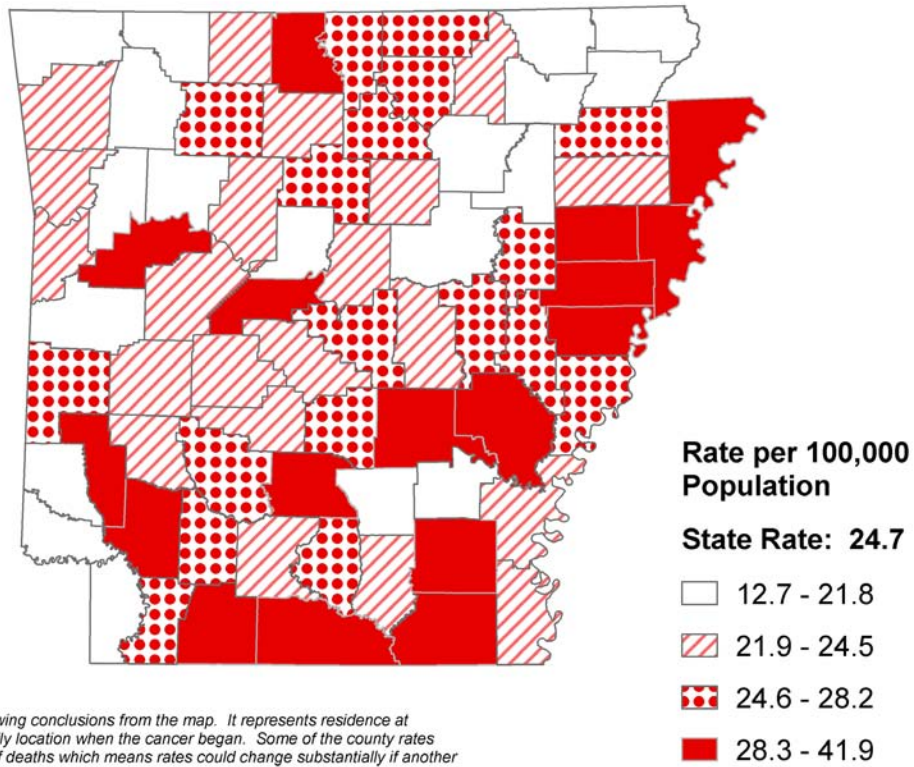 Rate per 100,000
Population
State Rate: 24.7
12.7 - 21.8
21.9 - 24.5
24.6 - 28.2
28.3 - 41.9
wing conclusions from the map. It represents residence at
ly location when the cancer began. Some of the county rates
f deaths which means rates could change substantially if another